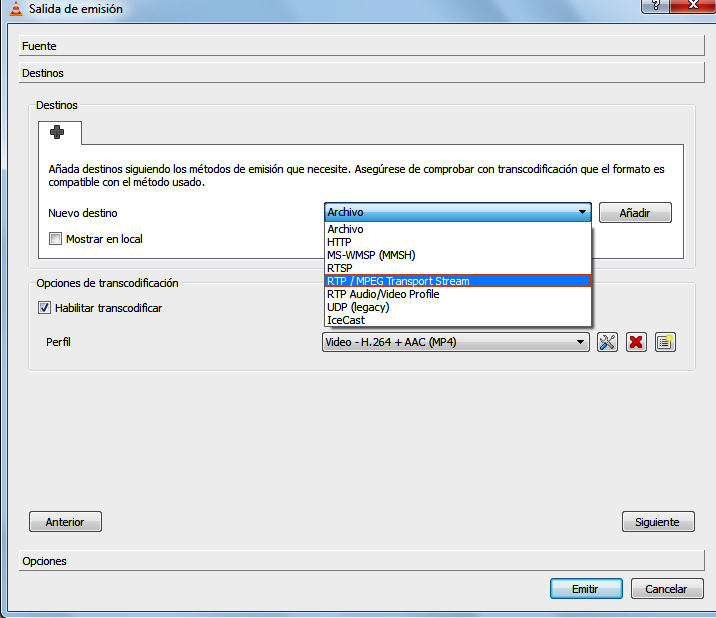 Salida de emisión
?
Fuente
Destinos
Destinos
Añada destinos siguiendo los métodos de emisión que necesite. Asegúrese de comprobar con transcodificación que el formato es
compatible con el método usado.
Nuevo destino
Archivo
Añadir
Archivo
HTTP
MS-WMSP (MMSH)
RTSP
RTP / MPEG Transport Stream
RTP Audio/Video Profile
UDP (legacy)
IceCast
Mostrar en local
Opciones de transcodificación
Habilitar transcodificar
Perfil
Video - H.264 + AAC (MP4)
Anterior
Siguiente
Opciones
Emitir
Cancelar